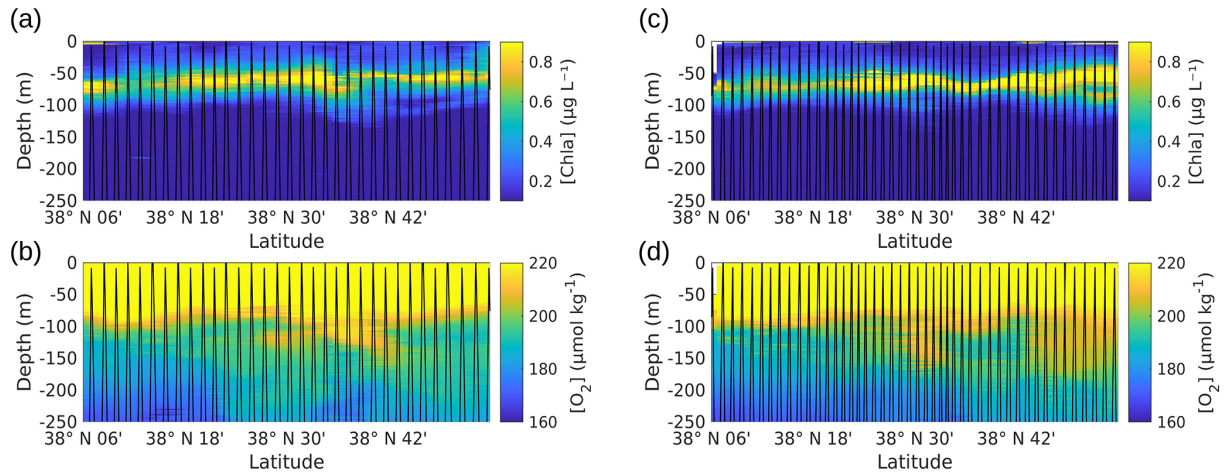 (a)
0
-50
-100
-150
-200
-250
Depth (m)
38° N 06' 38° N 18' 38° N 30' 38° N 42'
Latitude
0.8
0.6
0.4
0.2
[Chla] (µg L⁻¹)
(c)
0
-50
-100
-150
-200
-250
Depth (m)
38° N 06' 38° N 18' 38° N 30' 38° N 42'
Latitude
0.8
0.6
0.4
0.2
[Chla] (µg L⁻¹)
(b)
0
-50
-100
-150
-200
-250
Depth (m)
38° N 06' 38° N 18' 38° N 30' 38° N 42'
Latitude
220
200
180
160
[O₂] (µmol kg⁻¹)
(d)
0
-50
-100
-150
-200
-250
Depth (m)
38° N 06' 38° N 18' 38° N 30' 38° N 42'
Latitude
220
200
180
160
[O₂] (µmol kg⁻¹)